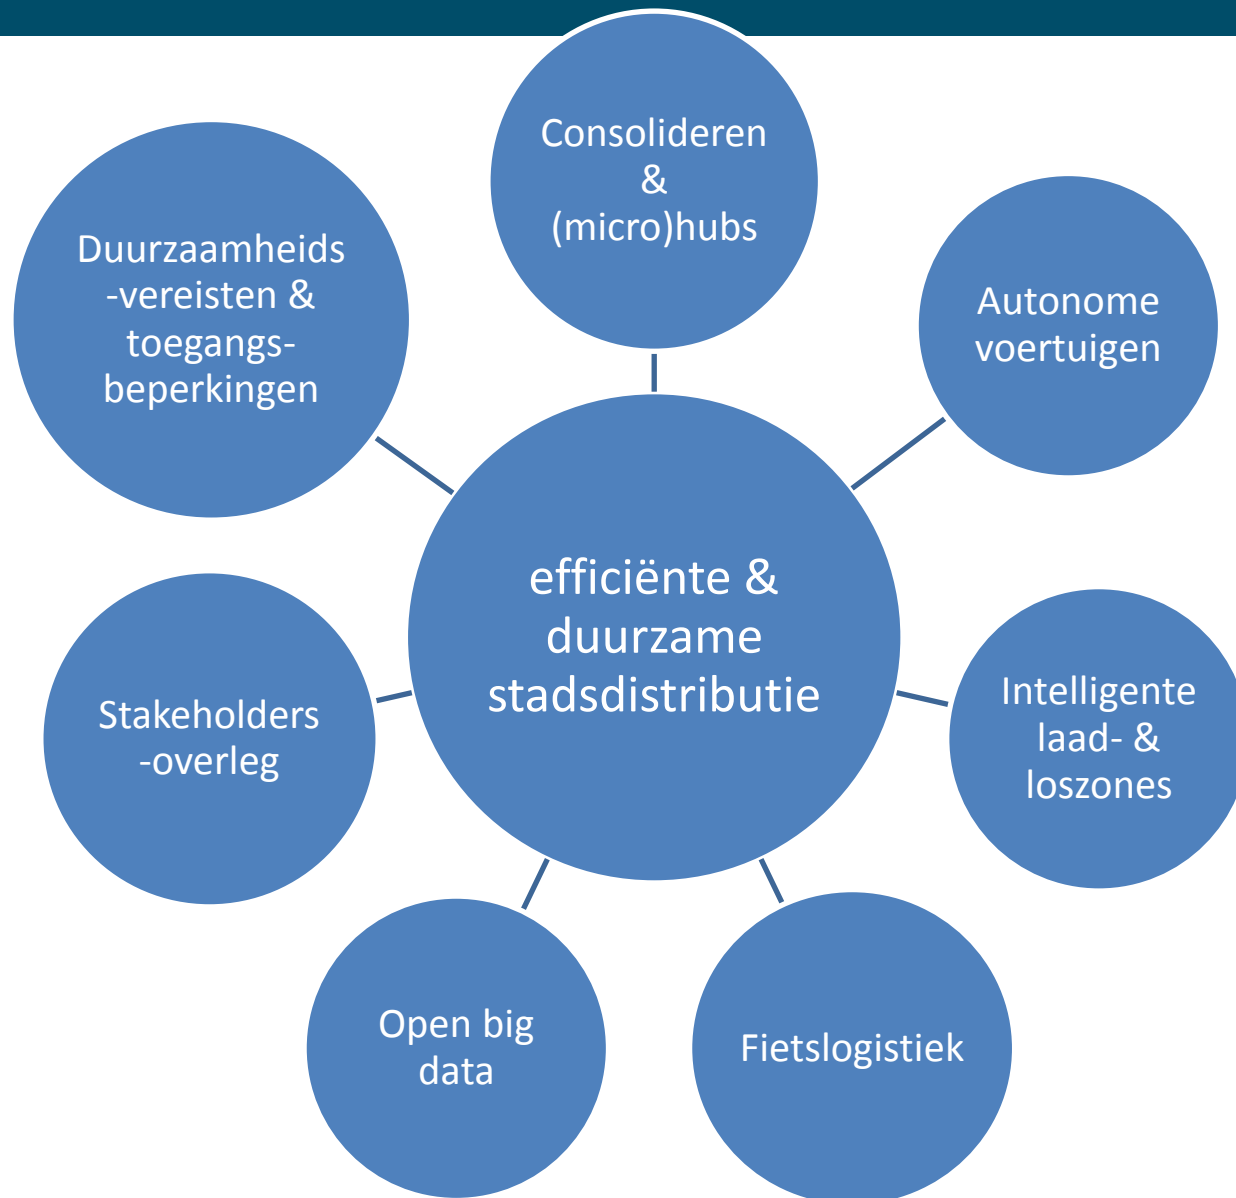 Consolideren
&
(micro)hubs
Duurzaamheids
-vereisten &
toegangs-
beperkingen
Autonome
voertuigen
efficiënte &
duurzame
stadsdistributie
Stakeholders
-overleg
Intelligente
laad- &
loszones
Open big
data
Fietslogistiek